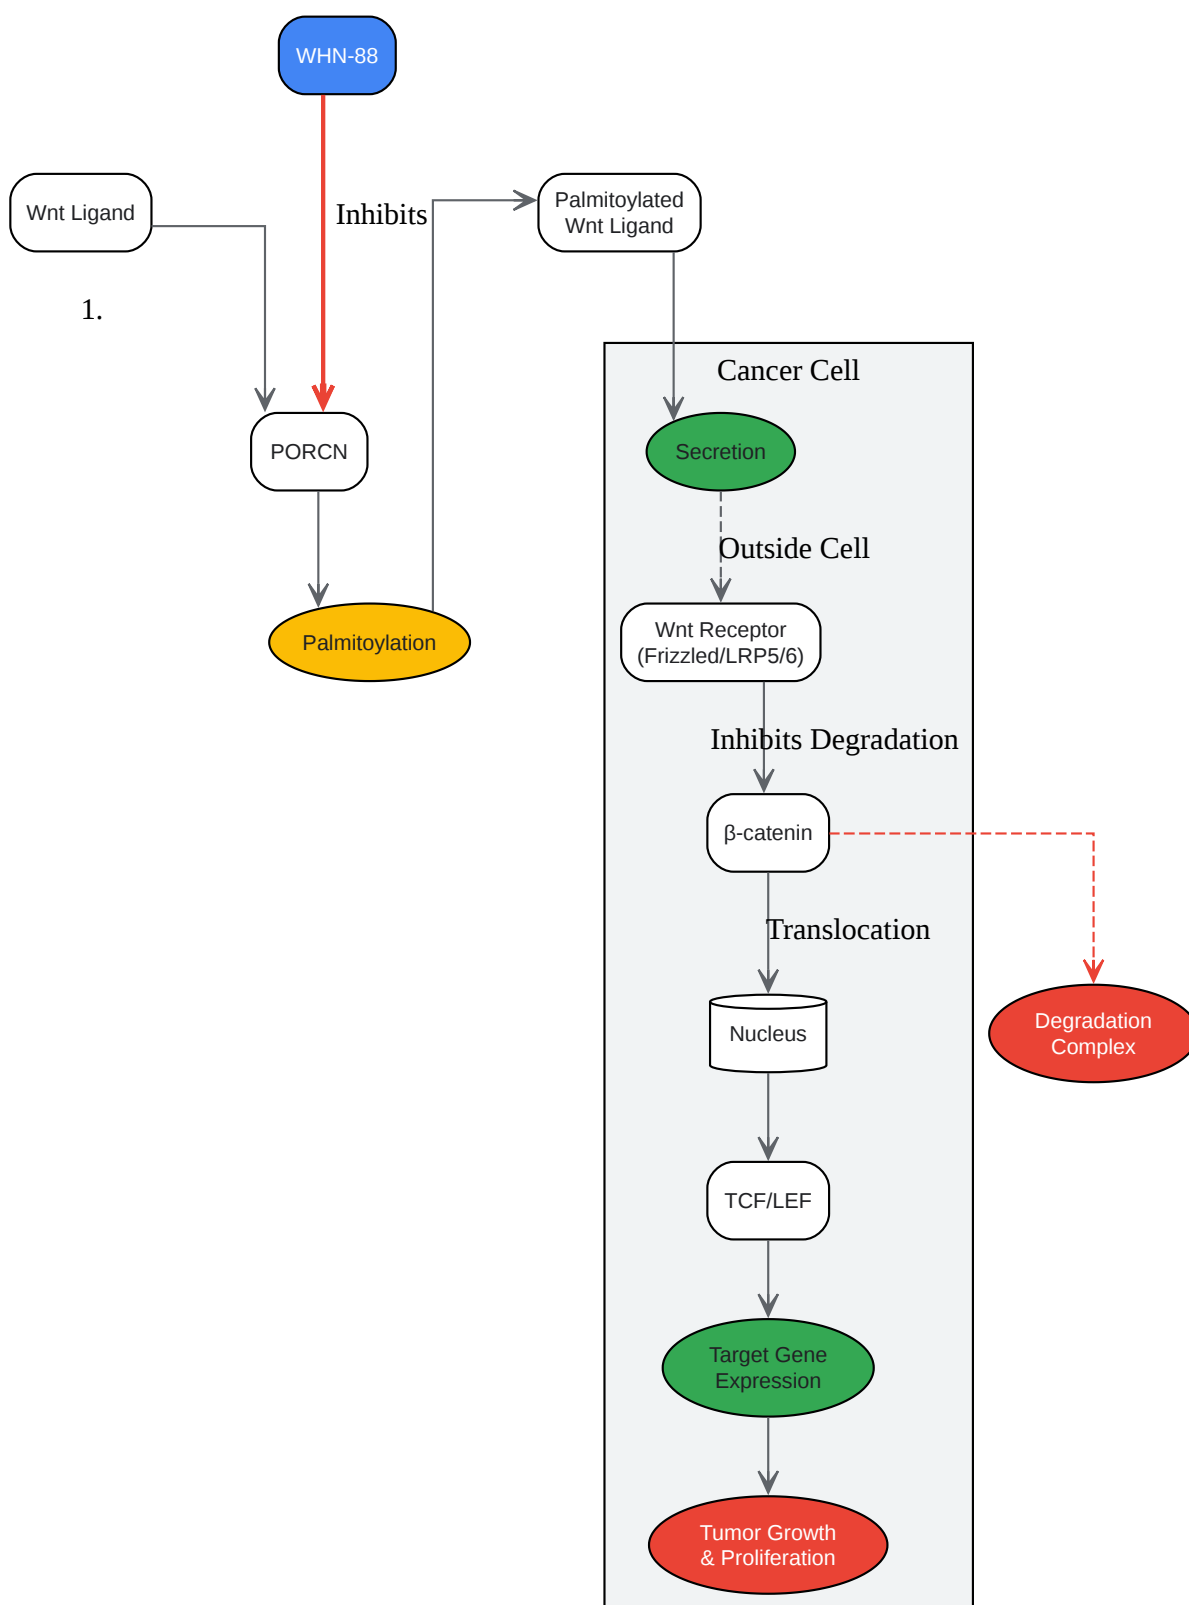 WHN-88
Wnt Ligand
Inhibits
Palmitoylated
Wnt Ligand
1.
Cancer Cell
PORCN
Secretion
Outside Cell
Palmitoylation
Wnt Receptor
(Frizzled/LRP5/6)
Inhibits Degradation
β-catenin
Translocation
Nucleus
Degradation
Complex
TCF/LEF
Target Gene
Expression
Tumor Growth
& Proliferation